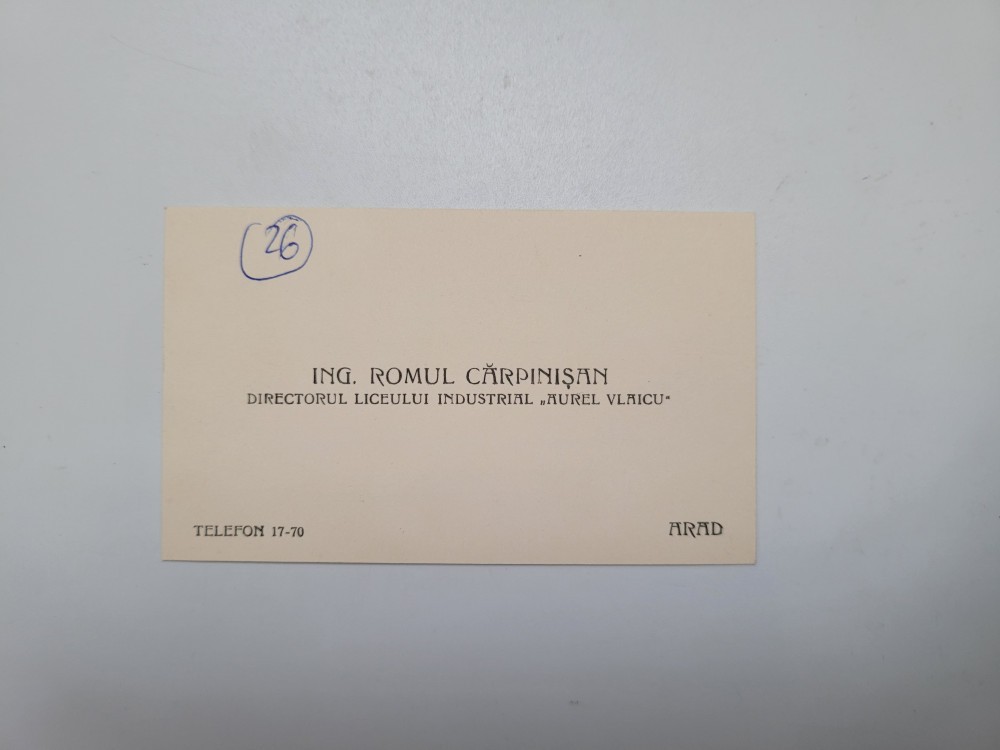 26
ING. ROMUL CĂRPINIȘAN
DIRECTORUL LICEULUI INDUSTRIAL „AUREL VLAICU“
TELEFON 17-70
ARAD